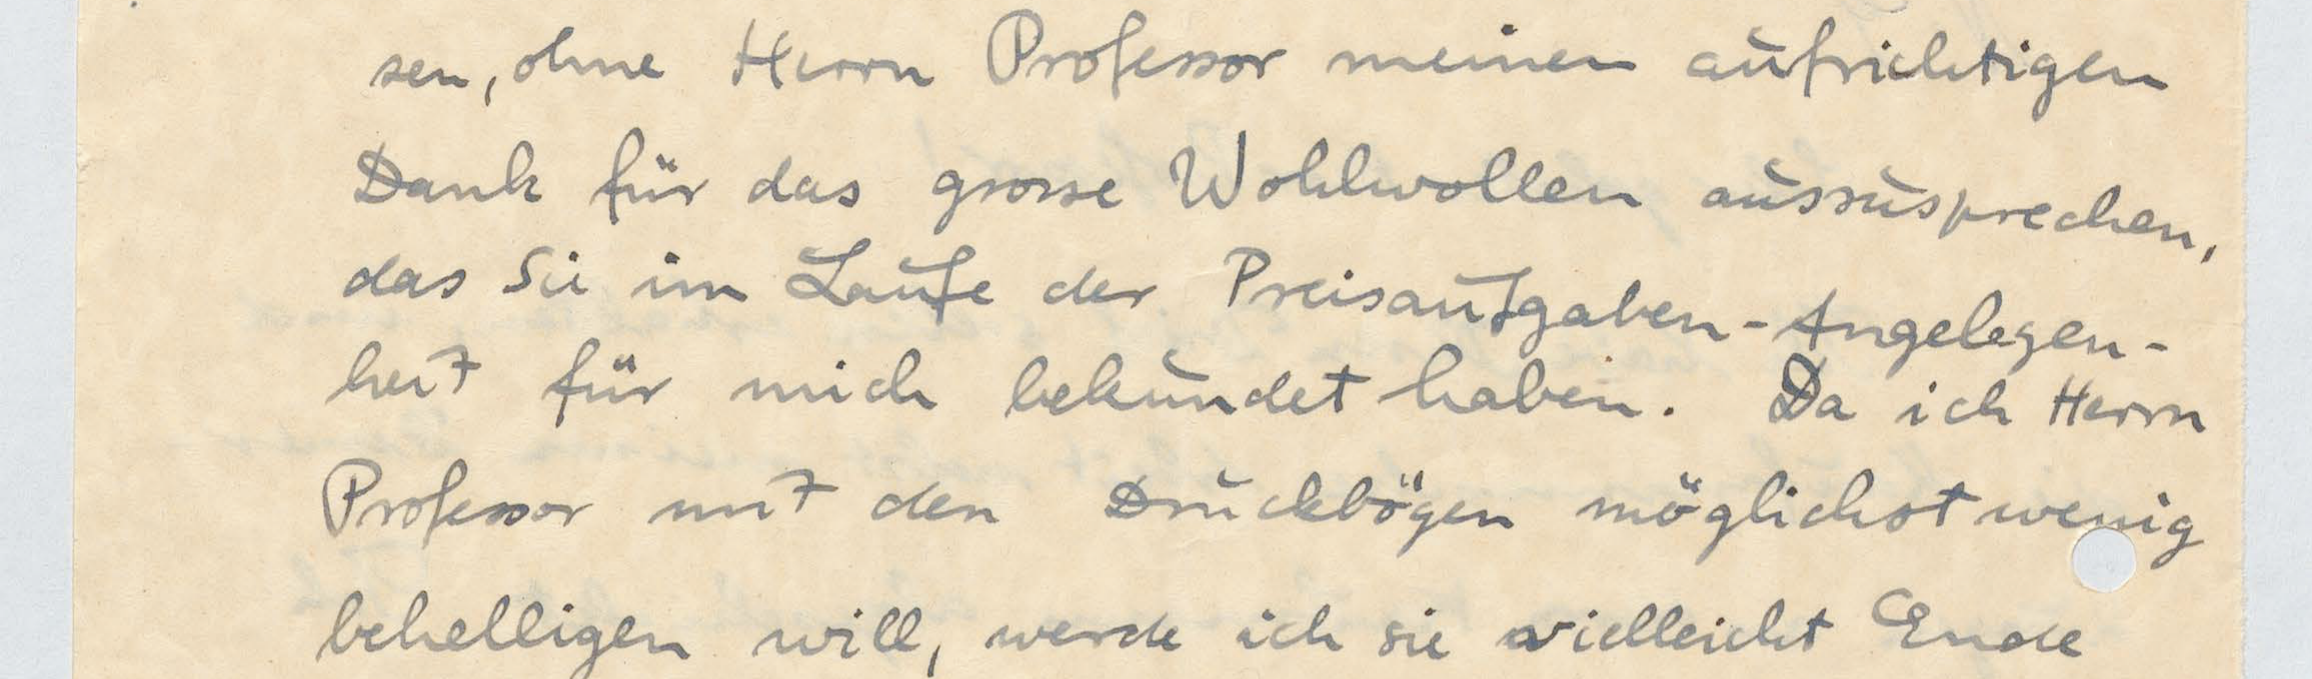 sen, ohne Herrn Professor meinen aufrichtigen
Dank für das grosse Wohlwollen auszusprechen,
das Sie im Laufe der Preisaufgaben-Angelegen-
heit für mich bekundet haben. Da ich Herrn
Professor mit den Druckbögen möglichst wenig
behelligen will, werde ich sie vielleicht Ende